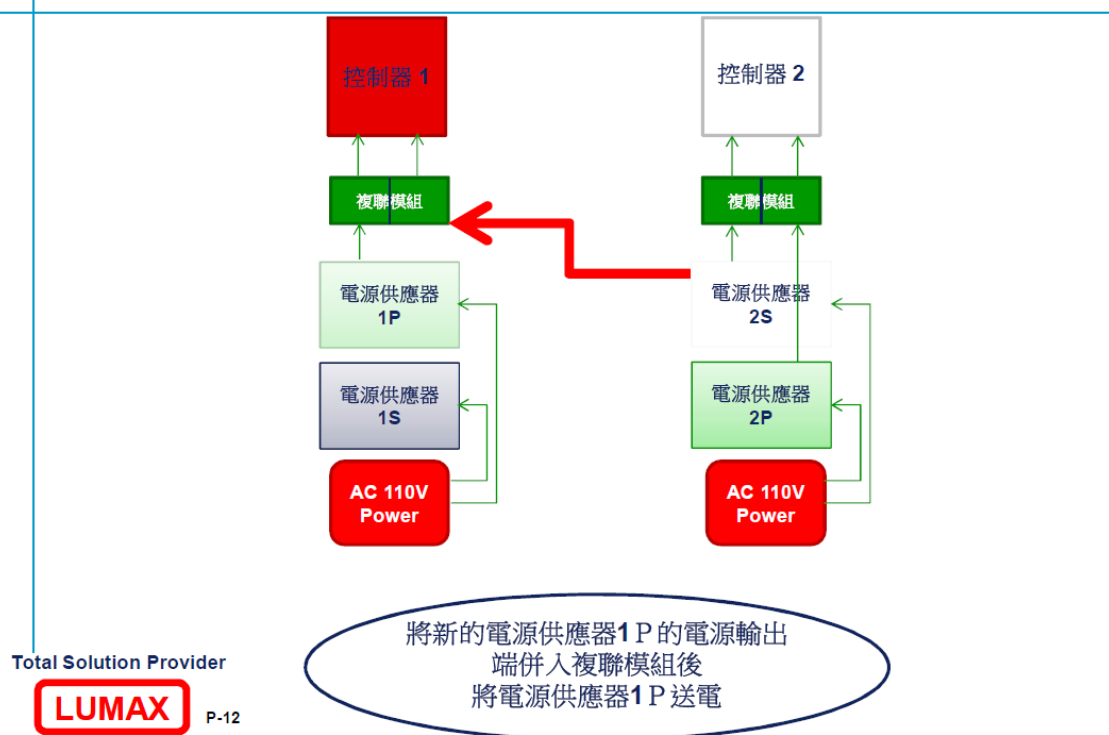 控制器 1
控制器 2
複聯模組
複聯模組
電源供應器
1P
電源供應器
2S
電源供應器
1S
電源供應器
2P
AC 110V
Power
AC 110V
Power
將新的電源供應器1Ｐ的電源輸出
端併入複聯模組後
將電源供應器1Ｐ送電
Total Solution Provider
LUMAX
P-12